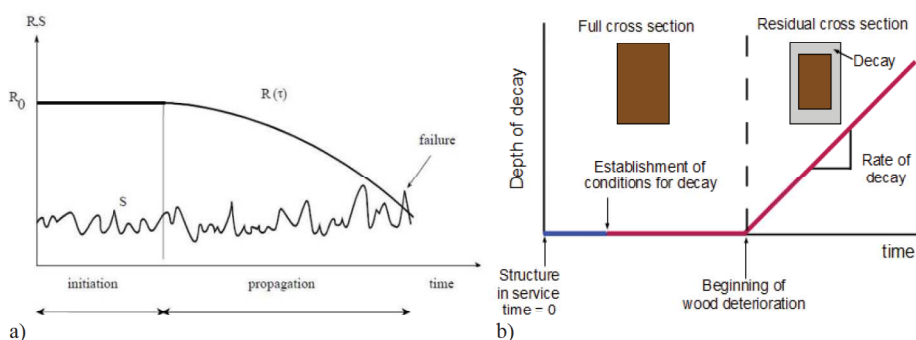 R,S
R0
R(τ)
failure
S
initiation
propagation
time
a)
Full cross section
Residual cross section
Decay
Depth of decay
Establishment of
conditions for decay
Rate of
decay
time
Structure
in service
time = 0
Beginning of
wood deterioration
b)